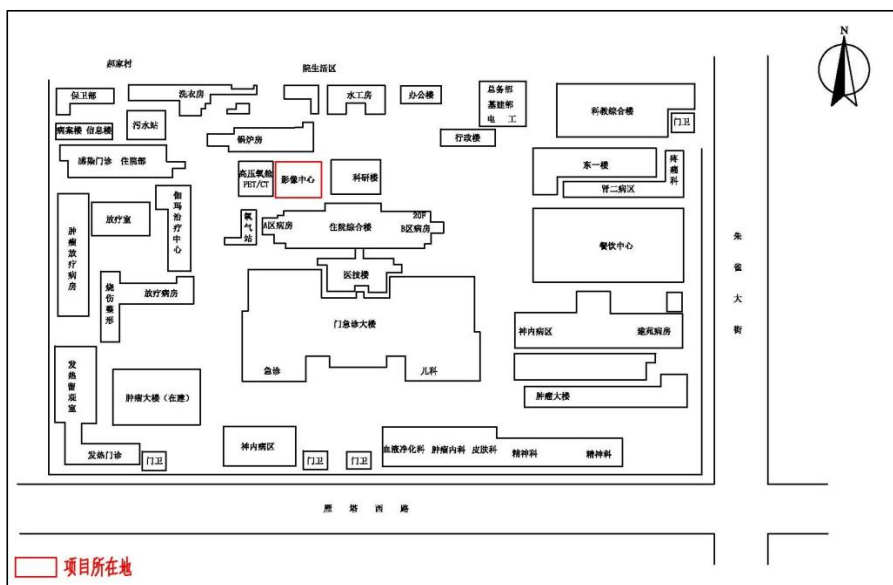 郝家村
院生活区
N
保卫部
洗衣房
水工房
办公楼
总务部
基建部
电 工
科教综合楼
门卫
病案楼 信息楼
污水站
锅炉房
行政楼
感染门诊 住院部
高压氧舱
PET/CT
影像中心
科研楼
东一楼
疼痛科
肾二病区
肿瘤放疗病房
放疗室
伽玛治疗中心
氧气站
A区病房
住院综合楼
20F
B区病房
餐饮中心
朱雀大街
医技楼
烧伤整形
放疗病房
门急诊大楼
神内病区
建苑病房
急诊
儿科
发热留观室
肿瘤大楼（在建）
肿瘤大楼
发热门诊
门卫
神内病区
门卫
门卫
血液净化科 肿瘤内科 皮肤科 精神科 精神科
雁塔西路
项目所在地